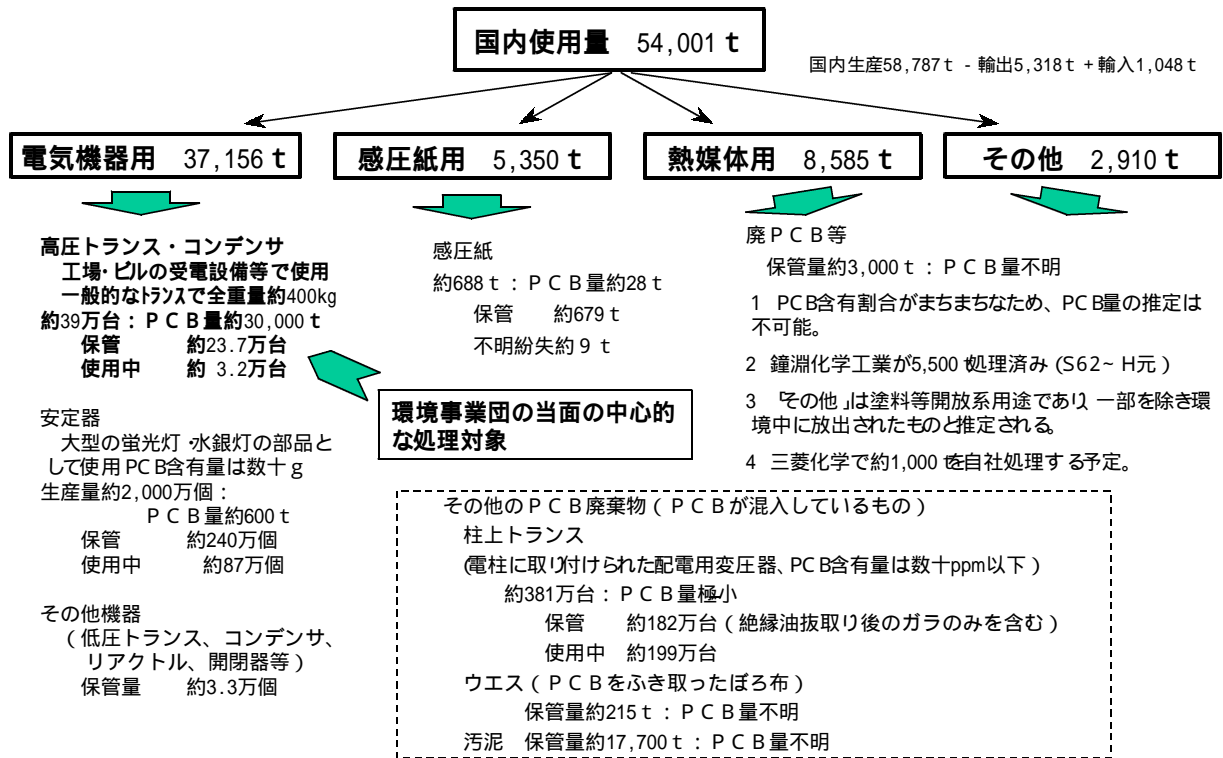 国内使用量 54,001 t
国内生産58,787t - 輸出5,318t +輸入1,048t
電気機器用 37,156 t
感圧紙用 5,350 t
熱媒体用 8,585 t
その他 2,910 t
高圧トランス・コンデンサ
工場・ビルの受電設備等で使用
一般的なトランスで全重量約400kg
約39万台:PCB量約30,000 t
保管 約23.7万台
使用中 約 3.2万台
安定器
大型の蛍光灯・水銀灯の部品と
して使用PCB含有量は数十g
生産量約2,000万個:
PCB量約600t
保管 約240万個
使用中 約87万個
その他機器
(低圧トランス、コンデンサ、
リアクトル、開閉器等)
保管量 約3.3万個
感圧紙
約688t:PCB量約28t
保管 約679t
不明紛失約9t
環境事業団の当面の中心的
な処理対象
廃PCB等
保管量約3,000t:PCB量不明
1 PCB含有割合がまちまちなため、PCB量の推定は
不可能。
2 鐘淵化学工業が5,500t処理済み(S62~H元)
3 「その他」は塗料等開放系用途であり、一部を除き環
境中に放出されたものと推定される。
4 三菱化学で約1,000tを自社処理する予定。
その他のPCB廃棄物(PCBが混入しているもの)
柱上トランス
(電柱に取り付けられた配電用変圧器、PCB含有量は数十ppm以下)
約381万台:PCB量極小
保管 約182万台(絶縁油抜取り後のガラのみを含む)
使用中 約199万台
ウエス(PCBをふき取ったぼろ布)
保管量約215t:PCB量不明
汚泥 保管量約17,700t:PCB量不明